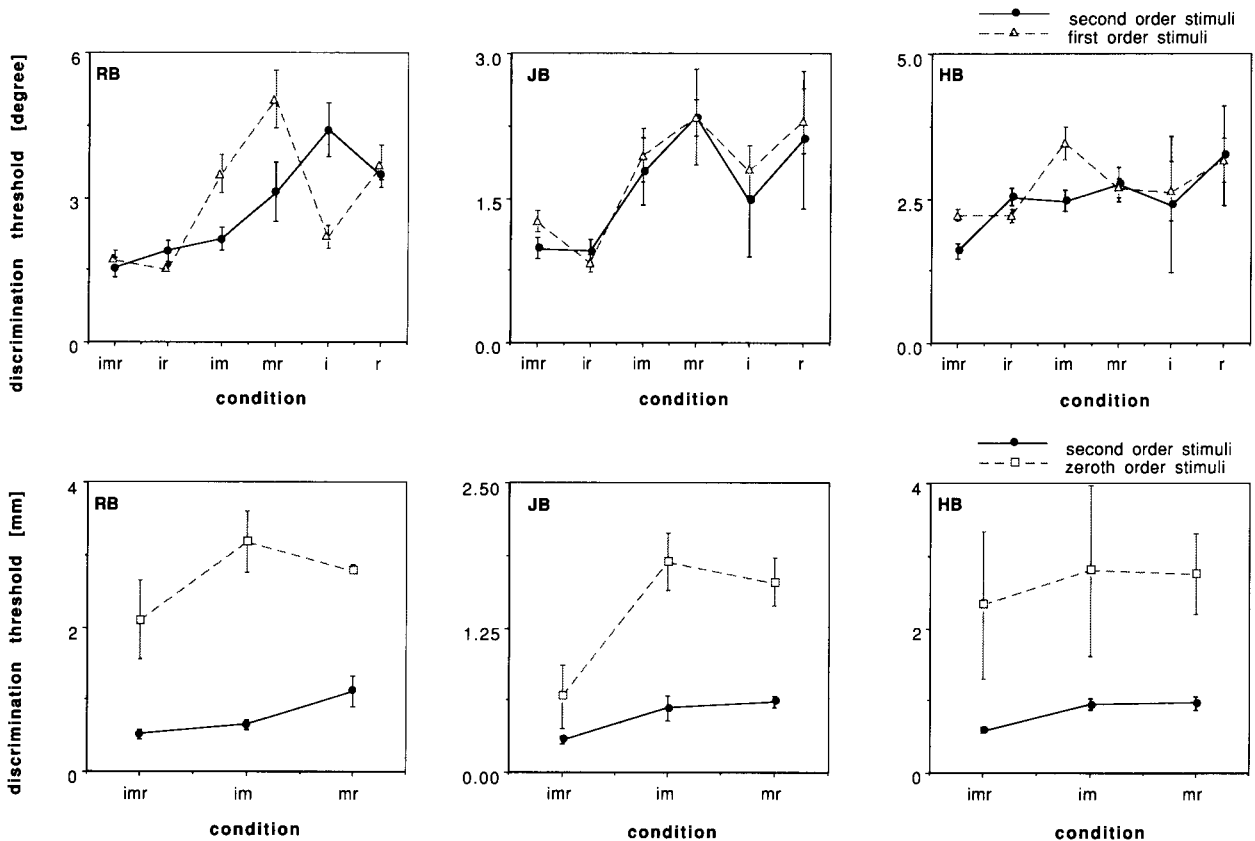 second order stimuli
first order stimuli
discrimination threshold [degree]
6
3
0
RB
imr ir im mr i r
condition
3.0
1.5
0.0
JB
imr ir im mr i r
condition
5.0
2.5
0.0
HB
imr ir im mr i r
condition
second order stimuli
zeroth order stimuli
discrimination threshold [mm]
4
2
0
RB
imr im mr
condition
2.50
1.25
0.00
JB
imr im mr
condition
4
2
0
HB
imr im mr
condition